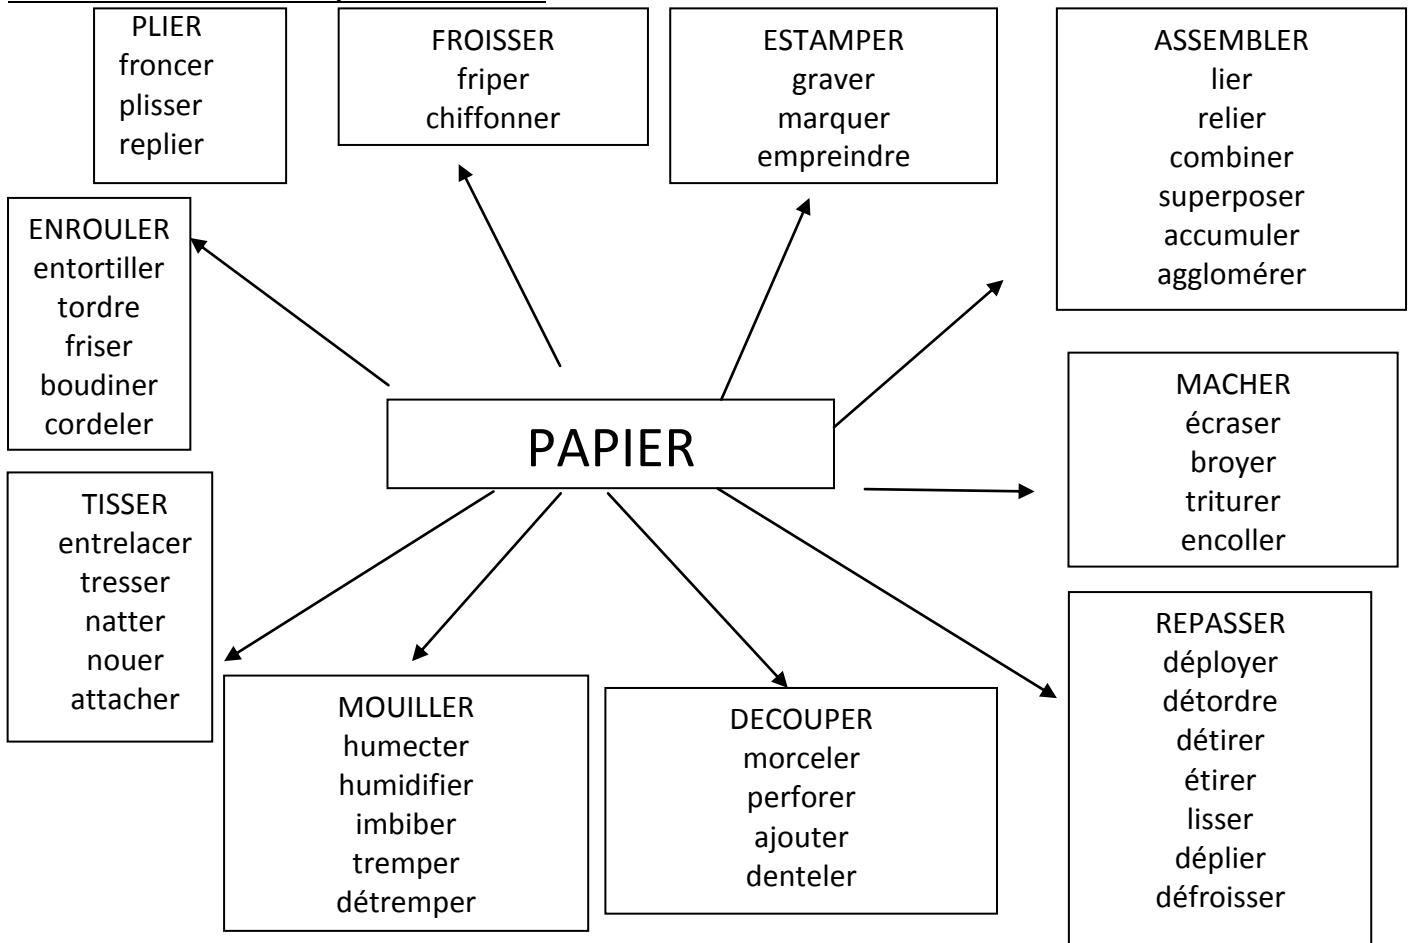 PLIER
froncer
plisser
replier
FROISSER
friper
chiffonner
ESTAMPER
graver
marquer
empreindre
ASSEMBLER
lier
relier
combiner
superposer
accumuler
agglomérer
ENROULER
entortiller
tordre
friser
boudiner
cordeler
PAPIER
MACHER
écraser
broyer
triturer
encoller
TISSER
entrelacer
tresser
natter
nouer
attacher
MOUILLER
humecter
humidifier
imbiber
tremper
détremper
DECOUPER
morceler
perforer
ajouter
denteler
REPASSER
déployer
détordre
détirer
étirer
lisser
déplier
défroisser